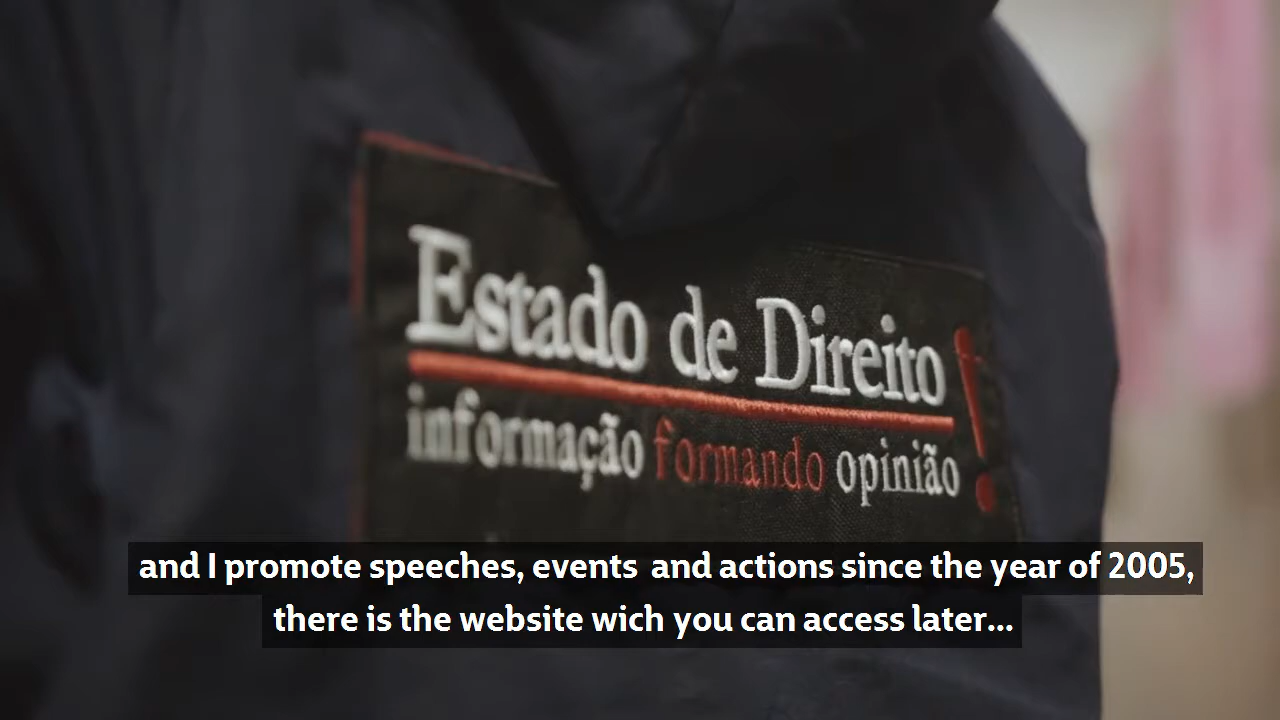 Estado de Direito!
informação formando opinião
and I promote speeches, events and actions since the year of 2005,
there is the website wich you can access later...